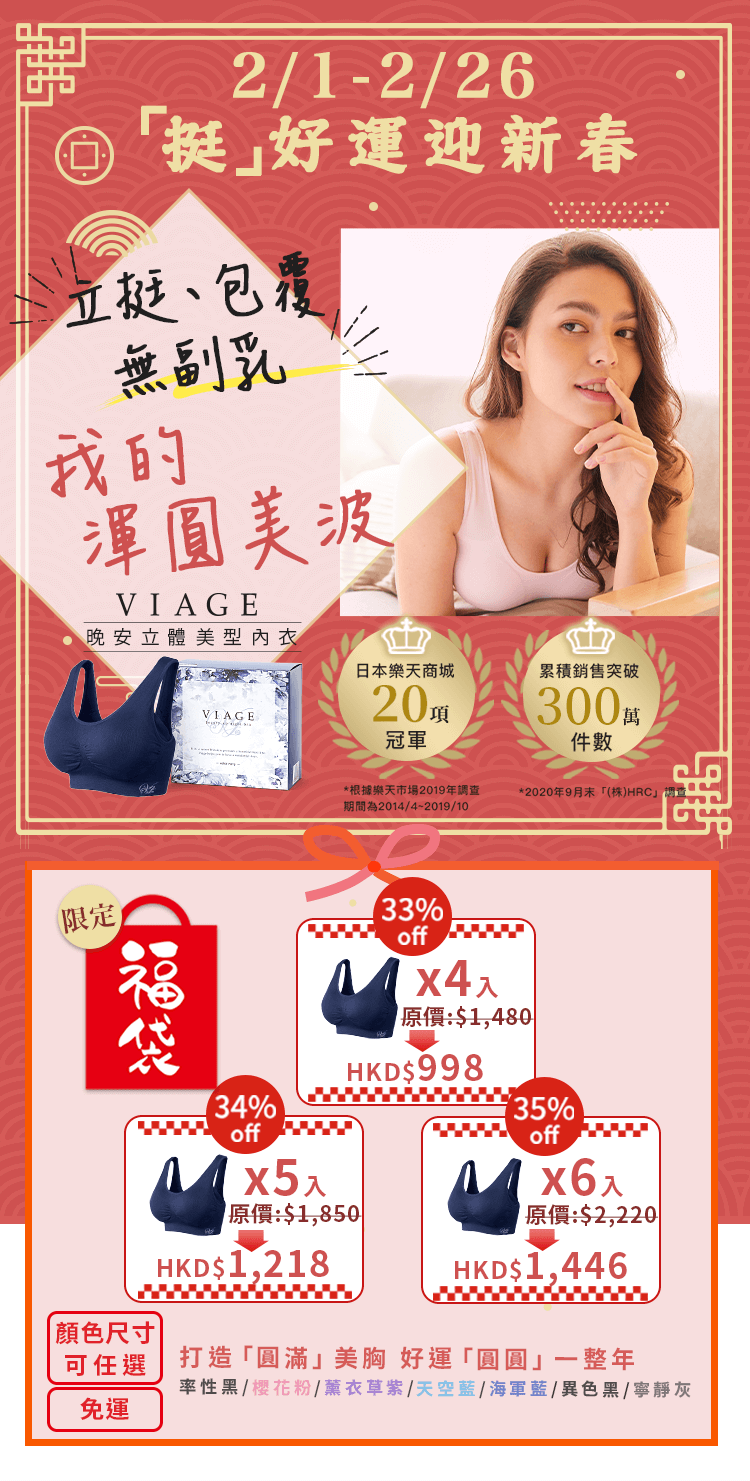 2/1-2/26
「挺」好運迎新春
立挺、包覆
無副乳
我的
渾圓美波
VIAGE
晚安立體美型內衣
VIAGE
日本樂天商城
20項
冠軍
*根據樂天市場2019年調查
期間為2014/4~2019/10
累積銷售突破
300萬
件數
*2020年9月末「(株)HRC」調查
限定
福袋
33%
off
x4入
原價:$1,480
HKD$998
34%
off
x5入
原價:$1,850
HKD$1,218
35%
off
x6入
原價:$2,220
HKD$1,446
顏色尺寸
可任選
免運
打造「圓滿」美胸 好運「圓圓」一整年
率性黑/櫻花粉/薰衣草紫/天空藍/海軍藍/異色黑/寧靜灰